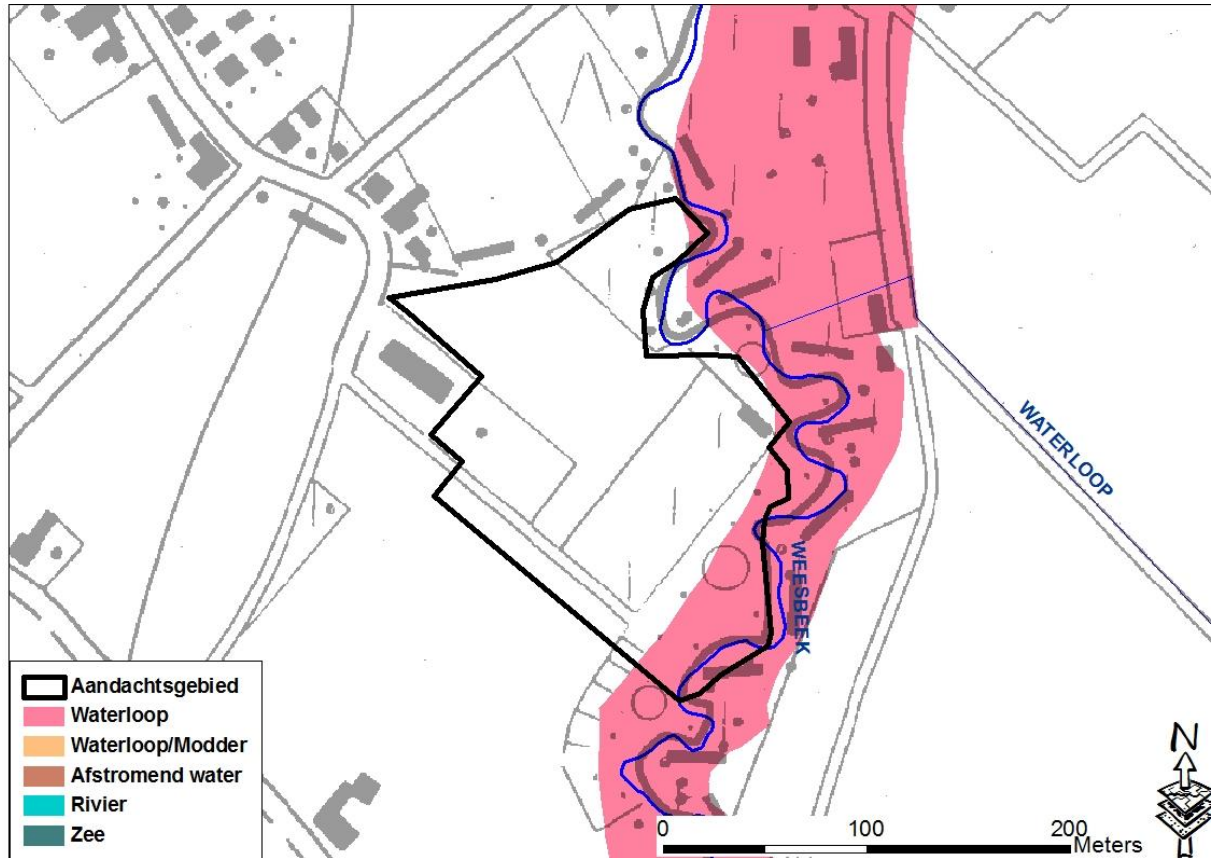 WATERLOOP
WEESBEEK
Aandachtsgebied
Waterloop
Waterloop/Modder
Afstromend water
Rivier
Zee
N
0 100 200
Meters